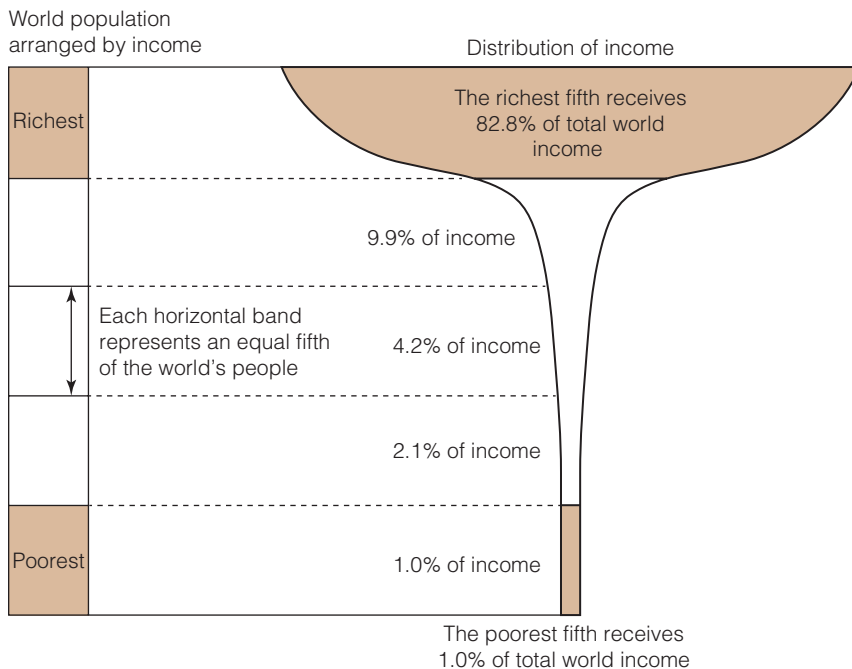 World population
arranged by income
Distribution of income
Richest
The richest fifth receives
82.8% of total world
income
9.9% of income
Each horizontal band
represents an equal fifth
of the world’s people
4.2% of income
2.1% of income
Poorest
1.0% of income
The poorest fifth receives
1.0% of total world income